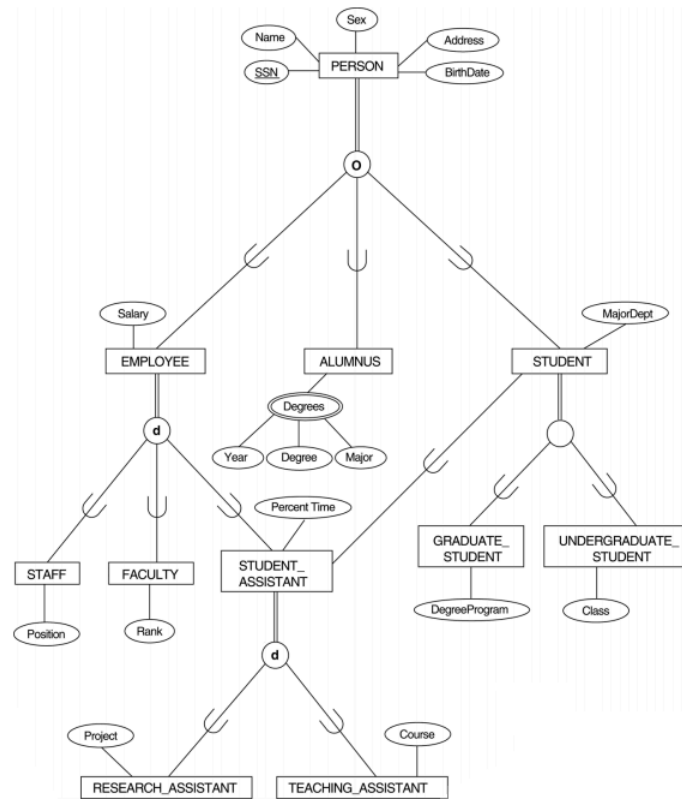 Sex
Name
Address
PERSON
SSN
BirthDate
O
Salary
MajorDept
EMPLOYEE
ALUMNUS
STUDENT
Degrees
d
Year
Degree
Major
Percent Time
STAFF
FACULTY
STUDENT_
ASSISTANT
GRADUATE_
STUDENT
UNDERGRADUATE_
STUDENT
Position
Rank
DegreeProgram
Class
d
Project
Course
RESEARCH_ASSISTANT
TEACHING_ASSISTANT